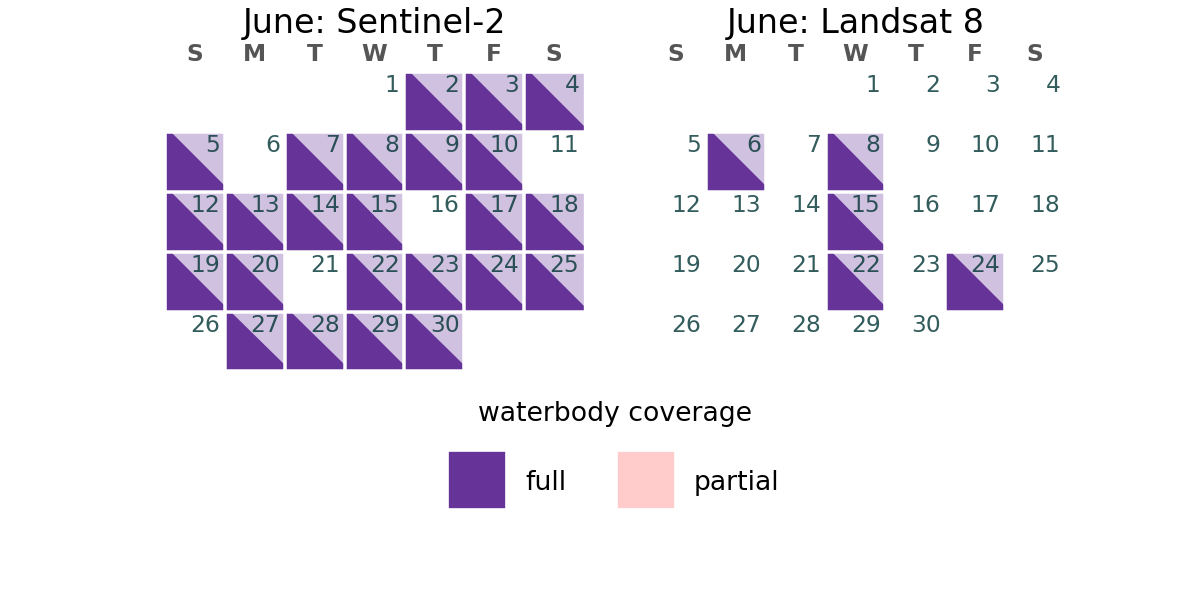 June: Sentinel-2
S M T W T F S
1 2 3 4
5 6 7 8 9 10 11
12 13 14 15 16 17 18
19 20 21 22 23 24 25
26 27 28 29 30
June: Landsat 8
S M T W T F S
1 2 3 4
5 6 7 8 9 10 11
12 13 14 15 16 17 18
19 20 21 22 23 24 25
26 27 28 29 30
waterbody coverage
full
partial